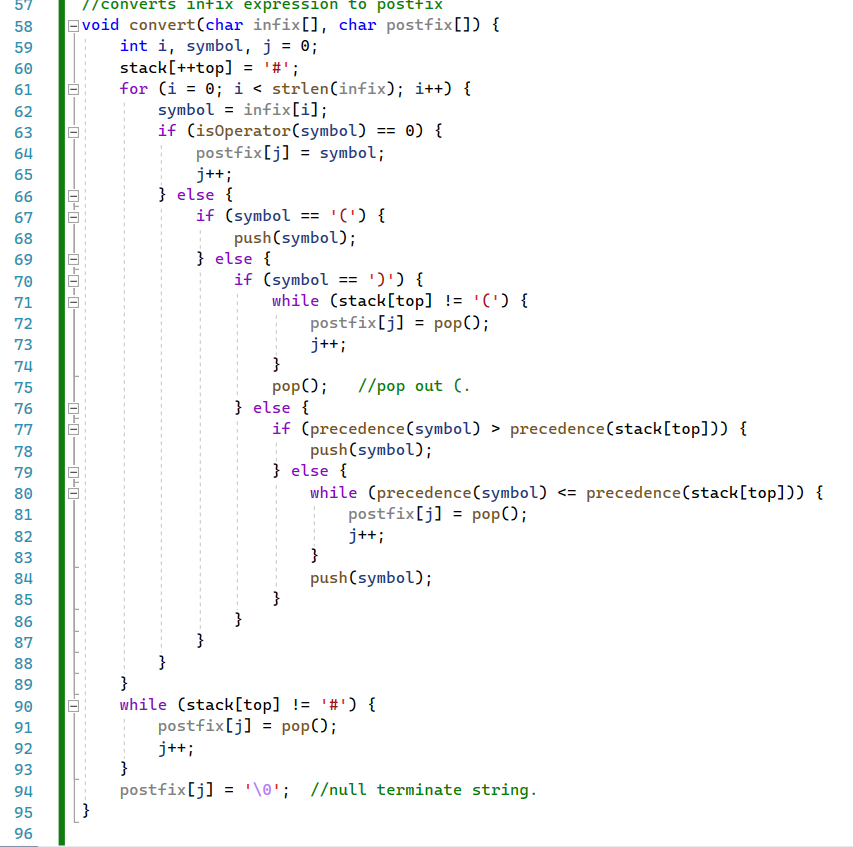 57 //converts infix expression to postfix
58 void convert(char infix[], char postfix[]) {
59     int i, symbol, j = 0;
60     stack[++top] = '#';
61     for (i = 0; i < strlen(infix); i++) {
62         symbol = infix[i];
63         if (isOperator(symbol) == 0) {
64             postfix[j] = symbol;
65             j++;
66         } else {
67             if (symbol == '(') {
68                 push(symbol);
69             } else {
70                 if (symbol == ')') {
71                     while (stack[top] != '(') {
72                         postfix[j] = pop();
73                         j++;
74                     }
75                     pop();   //pop out (.
76                 } else {
77                     if (precedence(symbol) > precedence(stack[top])) {
78                         push(symbol);
79                     } else {
80                         while (precedence(symbol) <= precedence(stack[top])) {
81                             postfix[j] = pop();
82                             j++;
83                         }
84                         push(symbol);
85                     }
86                 }
87             }
88         }
89     }
90     while (stack[top] != '#') {
91         postfix[j] = pop();
92         j++;
93     }
94     postfix[j] = '\0';  //null terminate string.
95 }
96